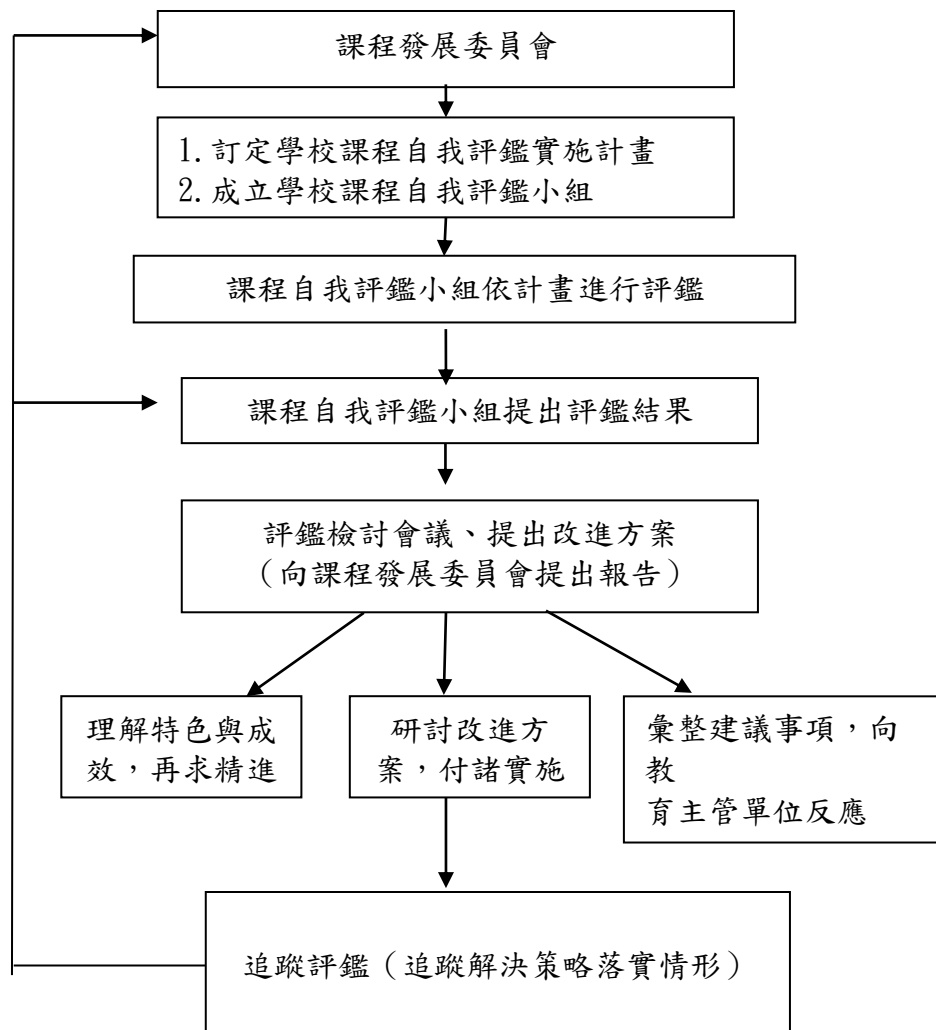 課程發展委員會
1.訂定學校課程自我評鑑實施計畫
2.成立學校課程自我評鑑小組
課程自我評鑑小組依計畫進行評鑑
課程自我評鑑小組提出評鑑結果
評鑑檢討會議、提出改進方案
（向課程發展委員會提出報告）
理解特色與成
效，再求精進
研討改進方
案，付諸實施
彙整建議事項，向
教
育主管單位反應
追蹤評鑑（追蹤解決策略落實情形）